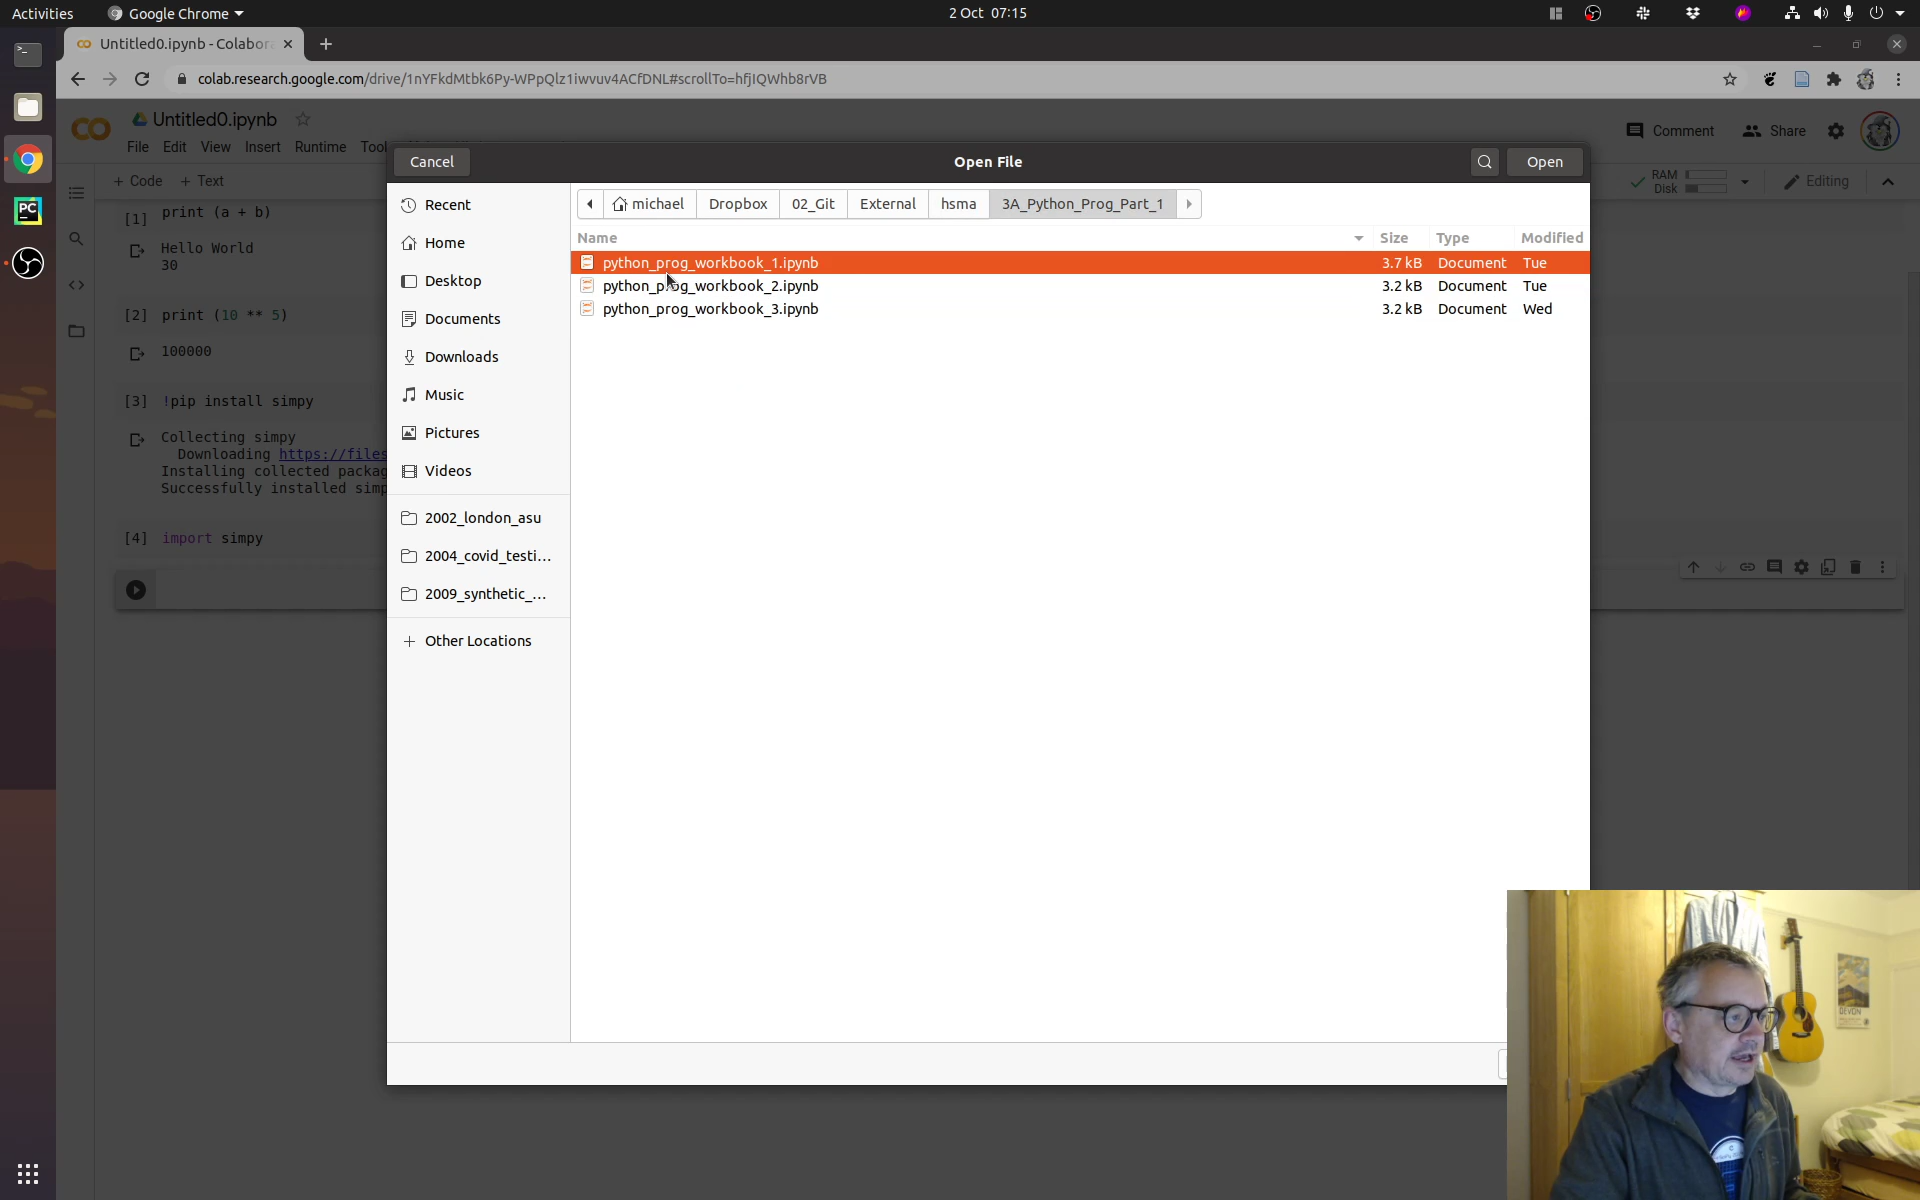 Activities Google Chrome 2 Oct 07:15
Untitled0.ipynb - Colabor
colab.research.google.com/drive/1nYFkdMtbk6Py-WPpQlz1iwvuv4ACfDNL#scrollTo=hfjIQWhb8rVB
Untitled0.ipynb
Comment Share
File Edit View Insert Runtime Tool
+ Code + Text
RAM
Disk
Editing
[1] print (a + b)
Hello World
30
[2] print (10 ** 5)
100000
[3] !pip install simpy
Collecting simpy
Downloading https://files
Installing collected packag
Successfully installed simp
[4] import simpy
Cancel Open File Open
Recent
Home
Desktop
Documents
Downloads
Music
Pictures
Videos
2002_london_asu
2004_covid_testi...
2009_synthetic_...
+ Other Locations
michael Dropbox 02_Git External hsma 3A_Python_Prog_Part_1
Name Size Type Modified
python_prog_workbook_1.ipynb 3.7 kB Document Tue
python_prog_workbook_2.ipynb 3.2 kB Document Tue
python_prog_workbook_3.ipynb 3.2 kB Document Wed
PC
DEVON